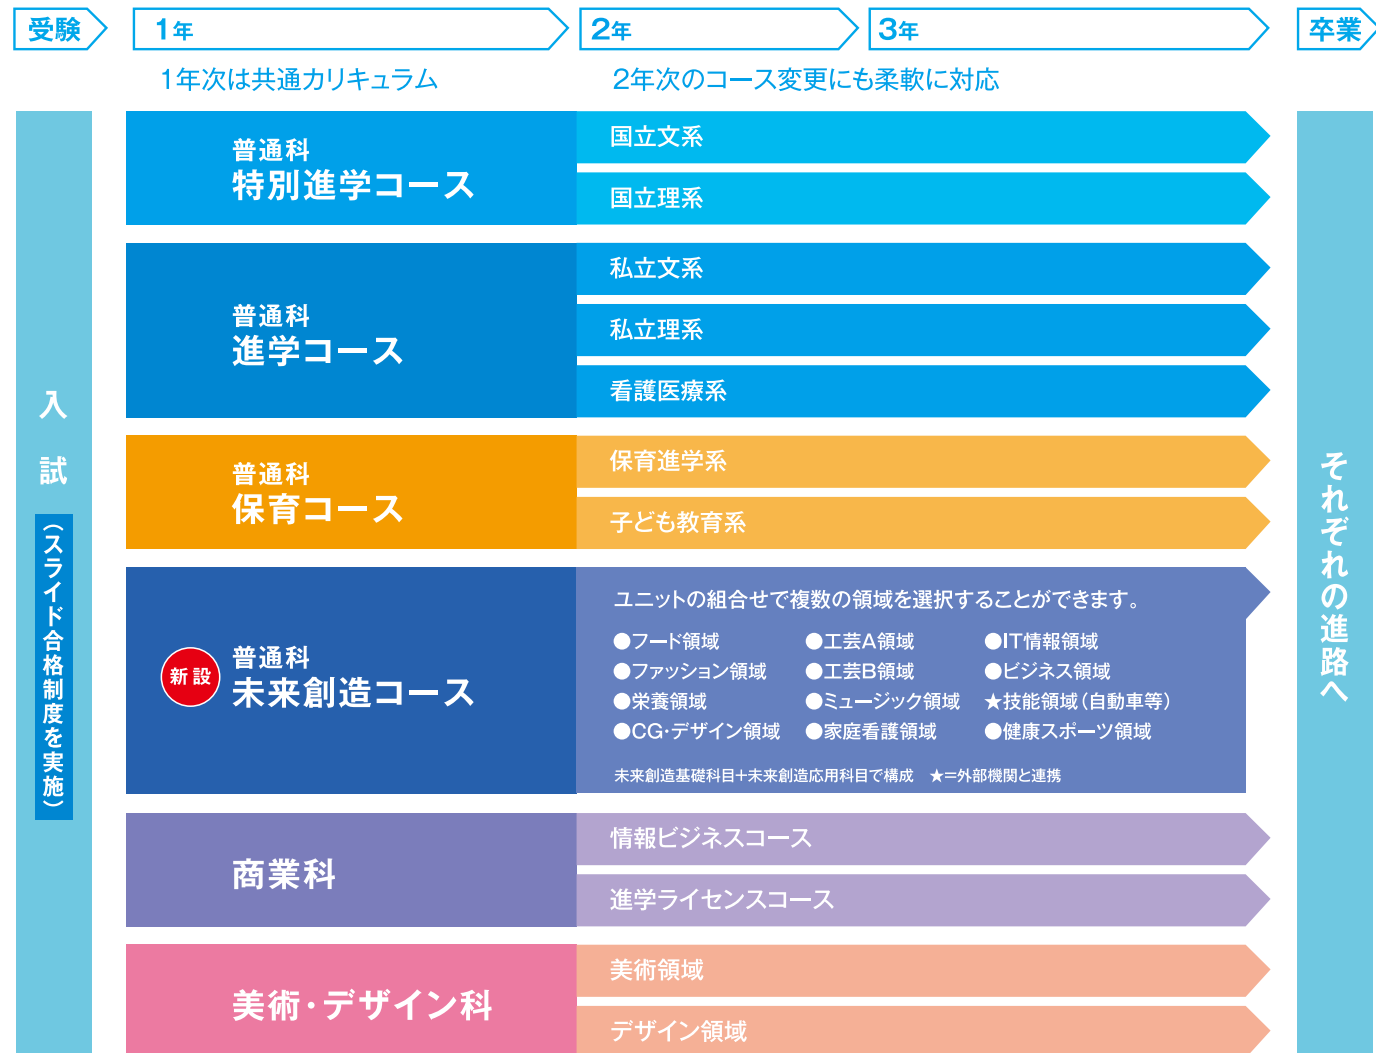 受験
1年
2年
3年
卒業
1年次は共通カリキュラム
2年次のコース変更にも柔軟に対応
入試
（スライド合格制度を実施）
普通科
特別進学コース
国立文系
国立理系
普通科
進学コース
私立文系
私立理系
看護医療系
普通科
保育コース
保育進学系
子ども教育系
新設
普通科
未来創造コース
ユニットの組合せで複数の領域を選択することができます。
●フード領域 ●工芸A領域 ●IT情報領域
●ファッション領域 ●工芸B領域 ●ビジネス領域
●栄養領域 ●ミュージック領域 ★技能領域（自動車等）
●CG・デザイン領域 ●家庭看護領域 ●健康スポーツ領域
未来創造基礎科目＋未来創造応用科目で構成 ★＝外部機関と連携
商業科
情報ビジネスコース
進学ライセンスコース
美術・デザイン科
美術領域
デザイン領域
それぞれの進路へ